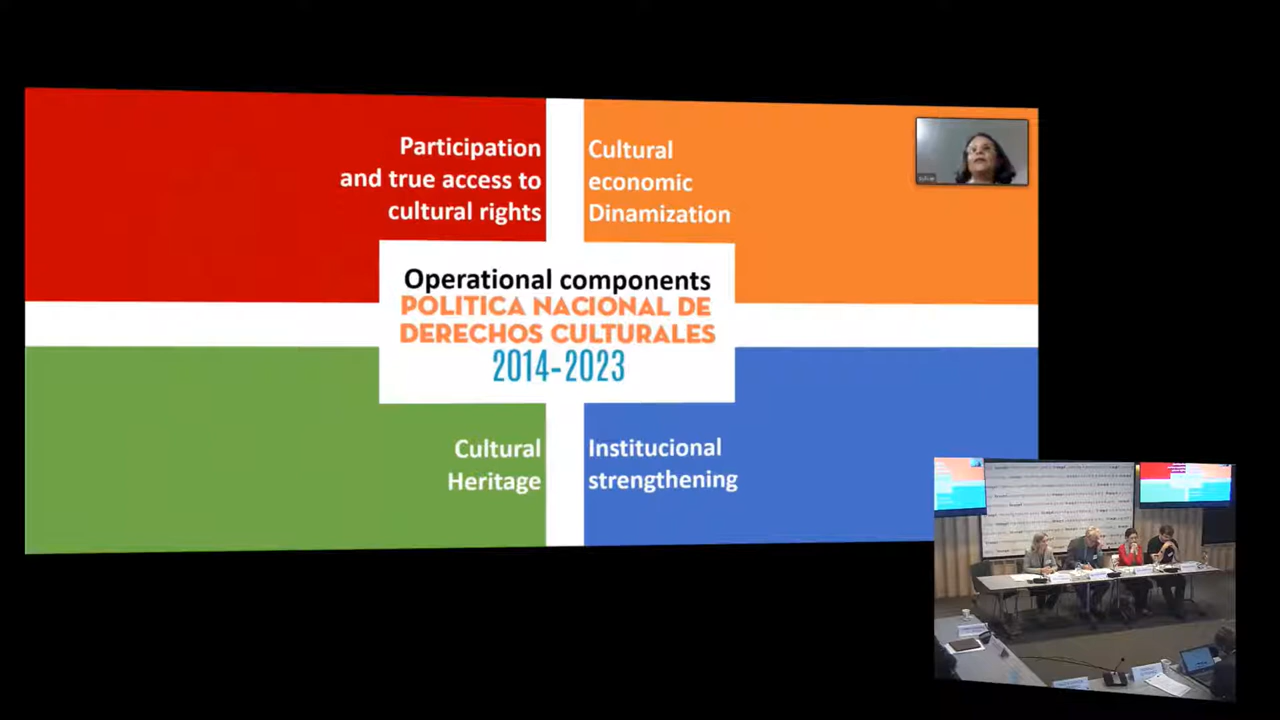 Participation
and true access to
cultural rights
Cultural
economic
Dinamization
Operational components
POLITICA NACIONAL DE
DERECHOS CULTURALES
2014-2023
Cultural
Heritage
Institucional
strengthening